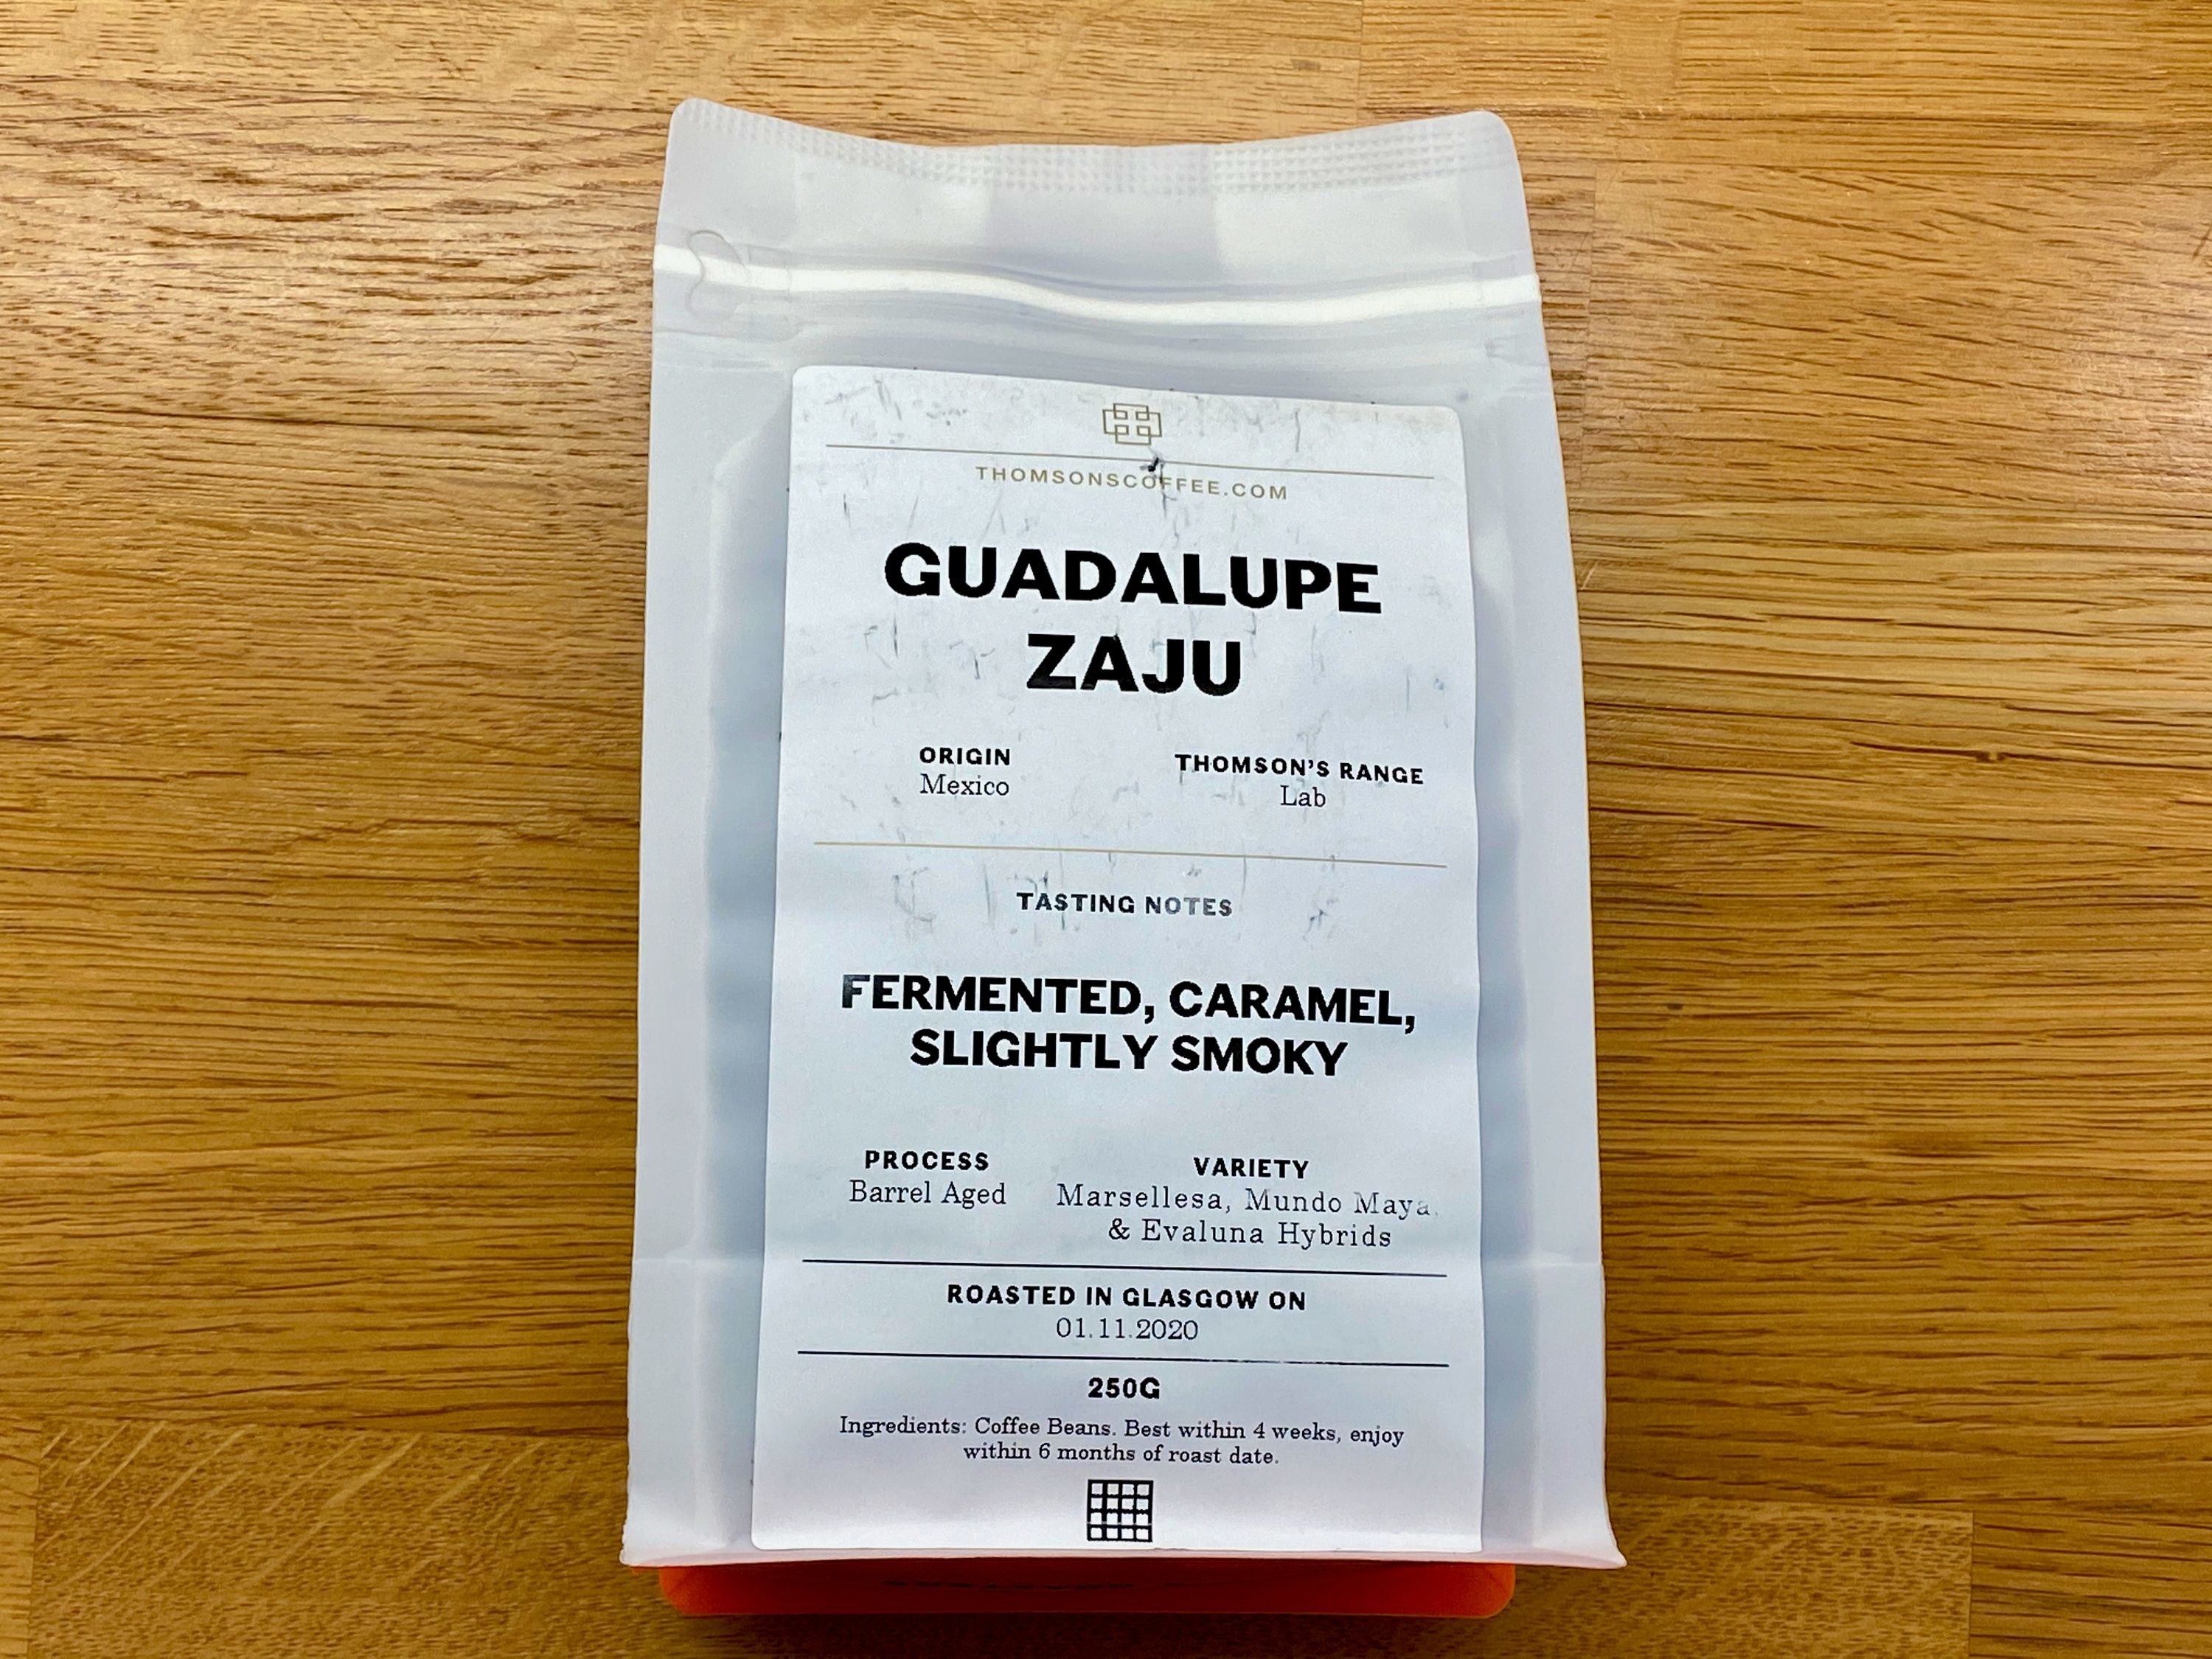 THOMSONSCOFFEE.COM
GUADALUPE
ZAJU
ORIGIN
Mexico
THOMSON'S RANGE
Lab
TASTING NOTES
FERMENTED, CARAMEL,
SLIGHTLY SMOKY
PROCESS
Barrel Aged
VARIETY
Marsellesa, Mundo Maya.
& Evaluna Hybrids
ROASTED IN GLASGOW ON
01.11.2020
250G
Ingredients: Coffee Beans. Best within 4 weeks, enjoy
within 6 months of roast date.